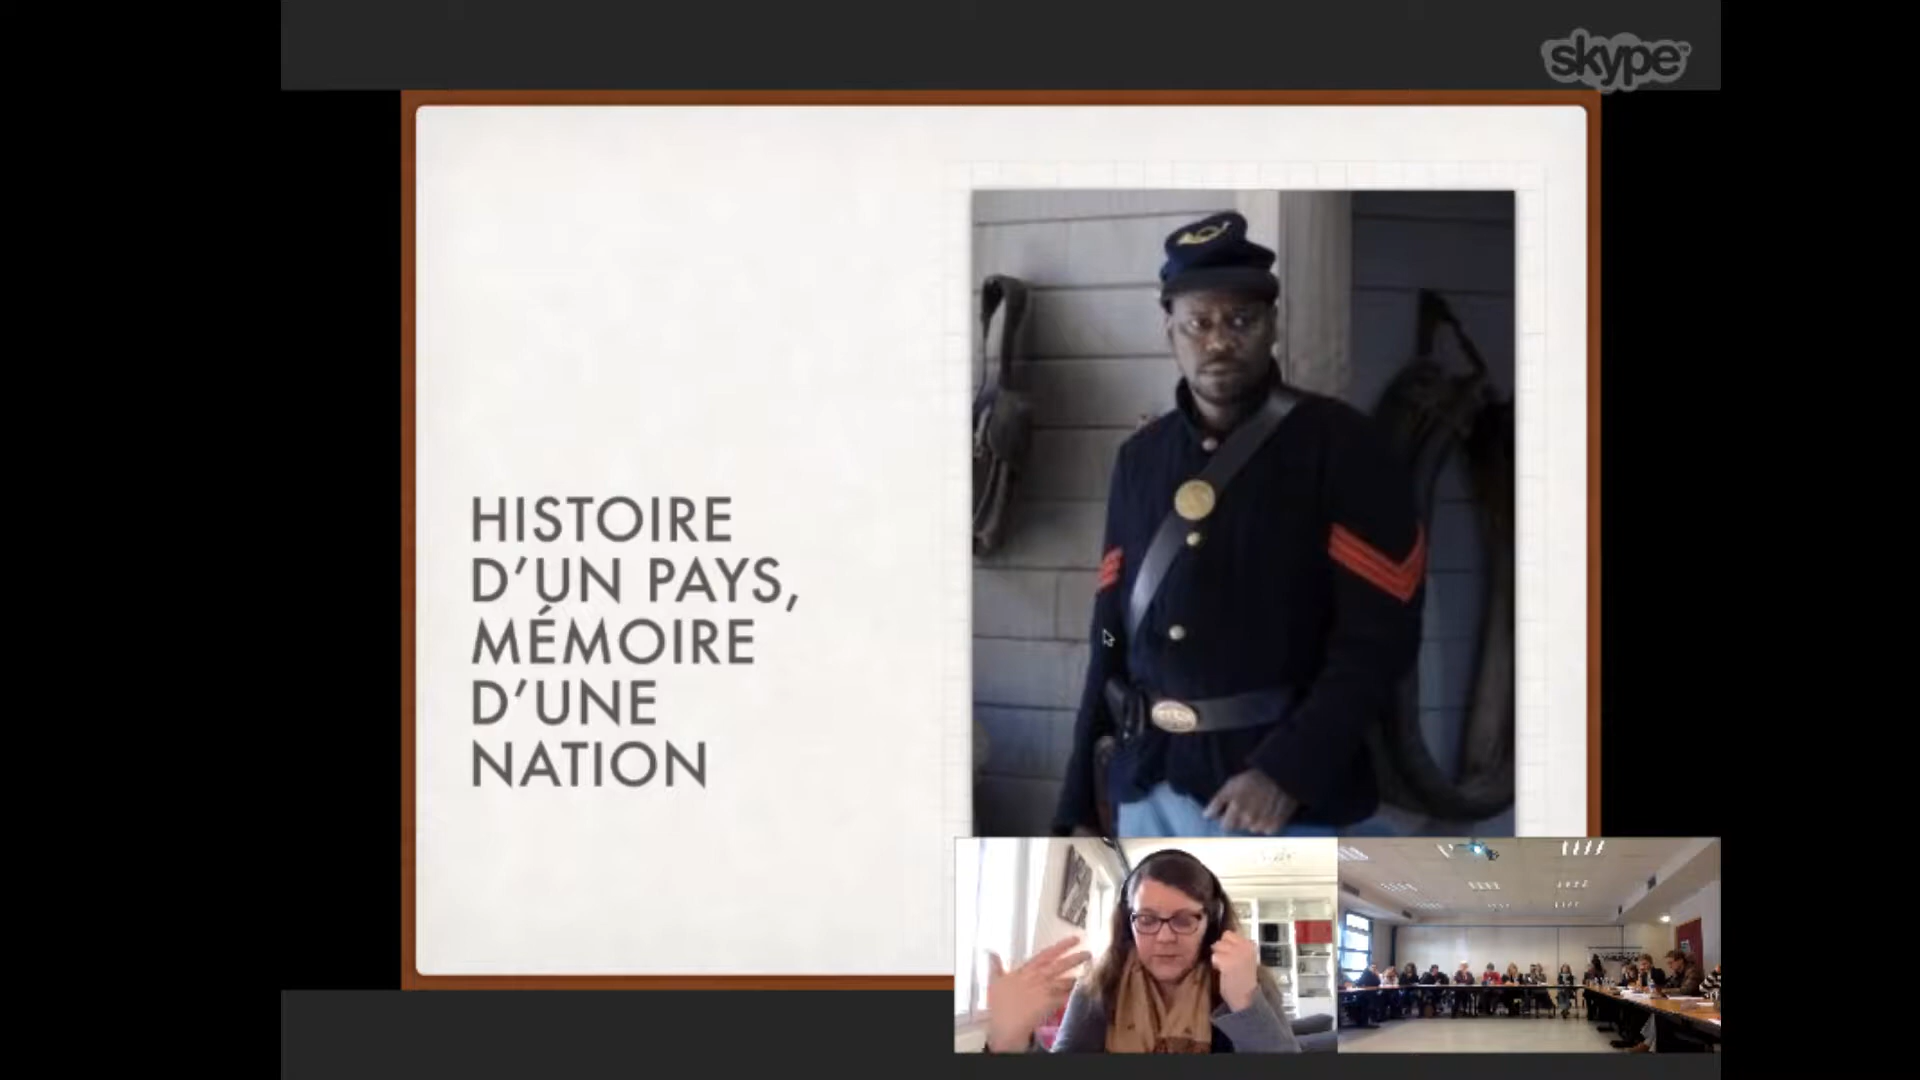 skype
HISTOIRE
D'UN PAYS,
MÉMOIRE
D'UNE
NATION